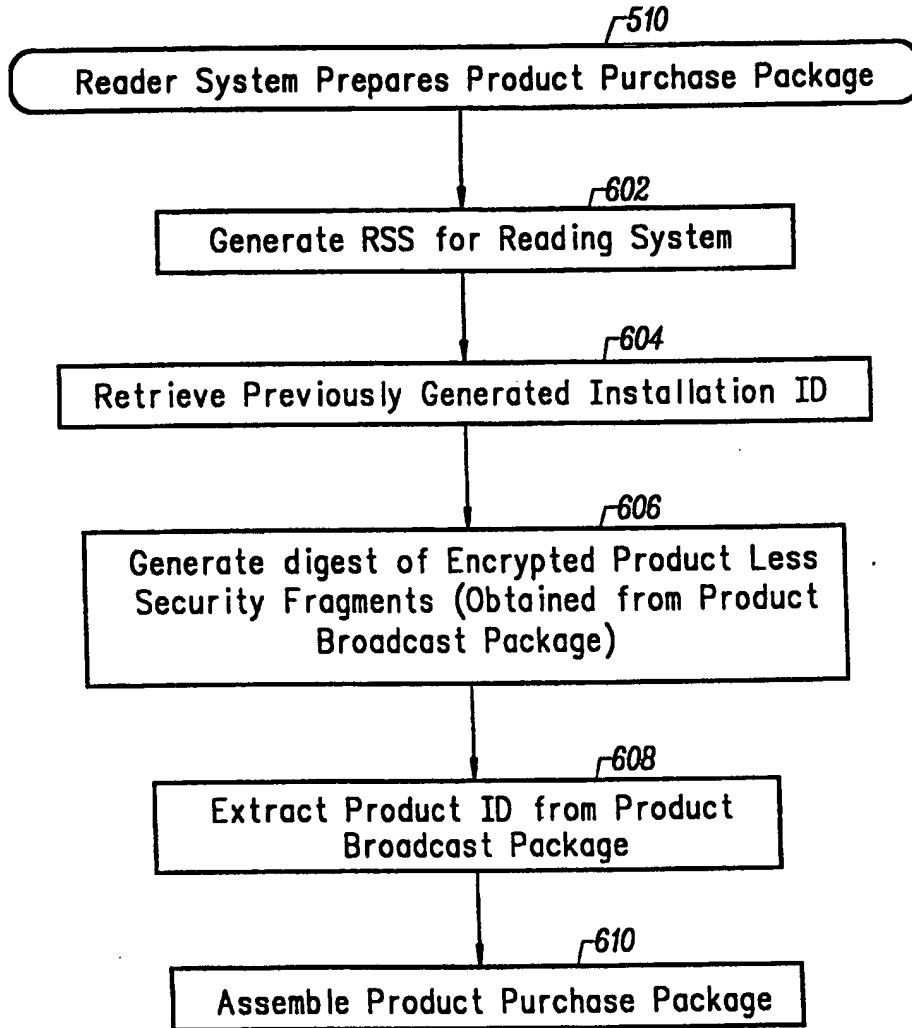 510
Reader System Prepares Product Purchase Package
602
Generate RSS for Reading System
604
Retrieve Previously Generated Installation ID
606
Generate digest of Encrypted Product Less
Security Fragments (Obtained from Product
Broadcast Package)
608
Extract Product ID from Product
Broadcast Package
610
Assemble Product Purchase Package